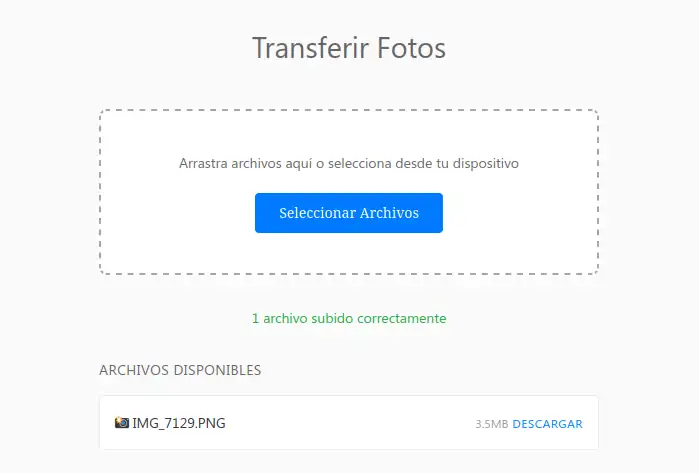 Transferir Fotos
Arrastra archivos aquí o selecciona desde tu dispositivo
Seleccionar Archivos
1 archivo subido correctamente
ARCHIVOS DISPONIBLES
IMG_7129.PNG 3.5MB DESCARGAR